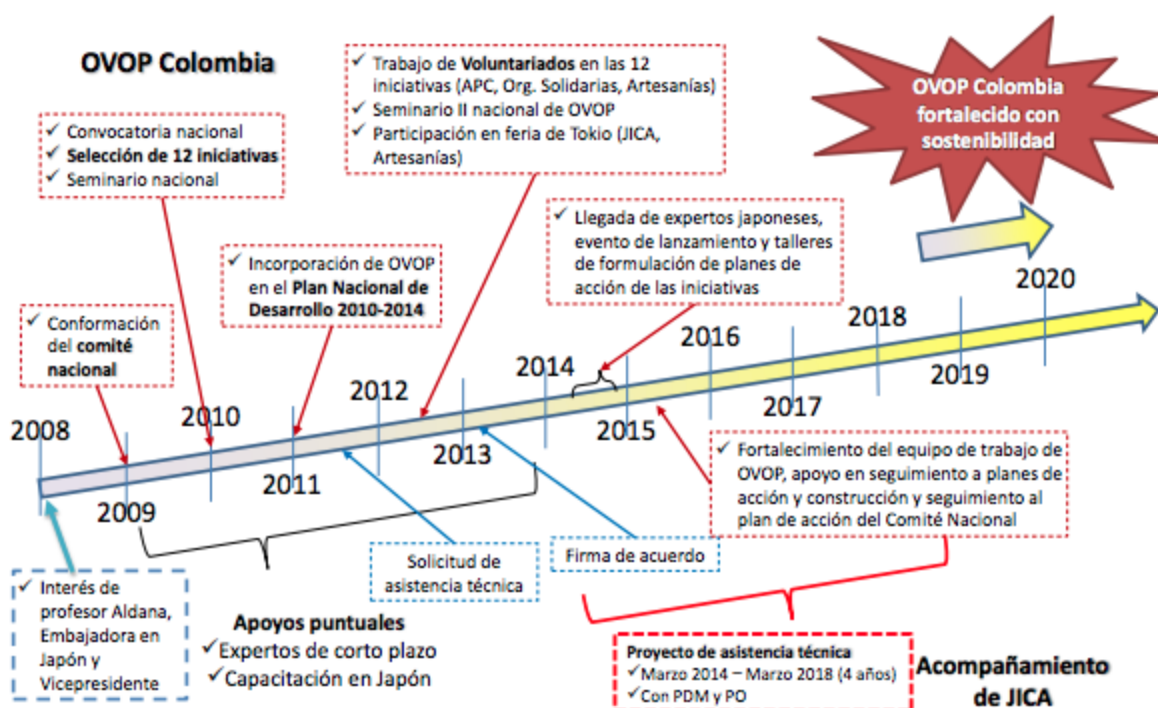 OVOP Colombia
✓ Convocatoria nacional
✓ Selección de 12 iniciativas
✓ Seminario nacional
✓ Trabajo de Voluntariados en las 12
iniciativas (APC, Org. Solidarias, Artesanías)
✓ Seminario II nacional de OVOP
✓ Participación en feria de Tokio (JICA,
Artesanías)
OVOP Colombia
fortalecido con
sostenibilidad
✓ Llegada de expertos japoneses,
evento de lanzamiento y talleres
de formulación de planes de
acción de las iniciativas
✓ Incorporación de OVOP
en el Plan Nacional de
Desarrollo 2010-2014
✓ Conformación
del comité
nacional
2008
2009
2010
2011
2012
2013
2014
2015
2016
2017
2018
2019
2020
✓ Fortalecimiento del equipo de trabajo de
OVOP, apoyo en seguimiento a planes de
acción y construcción y seguimiento al
plan de acción del Comité Nacional
Solicitud de
asistencia técnica
Firma de acuerdo
✓ Interés de
profesor Aldana,
Embajadora en
Japón y
Vicepresidente
Apoyos puntuales
✓Expertos de corto plazo
✓Capacitación en Japón
Proyecto de asistencia técnica
✓Marzo 2014 – Marzo 2018 (4 años)
✓Con PDM y PO
Acompañamiento
de JICA